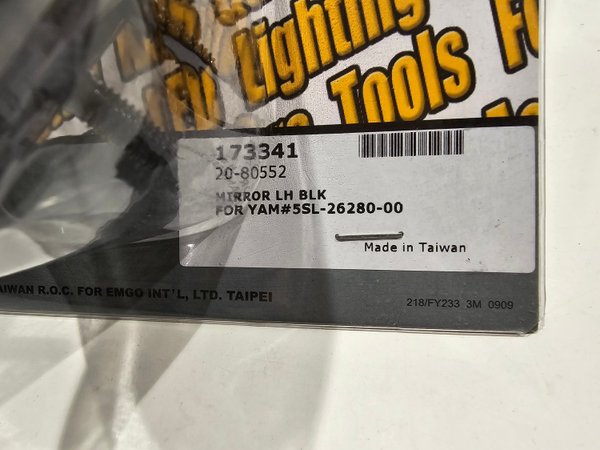 Lighting
Tools
173341
20-80552
MIRROR LH BLK
FOR YAM#5SL-26280-00
Made in Taiwan
TAIWAN R.O.C. FOR EMGO INT'L, LTD. TAIPEI
218/FY233 3M 0909